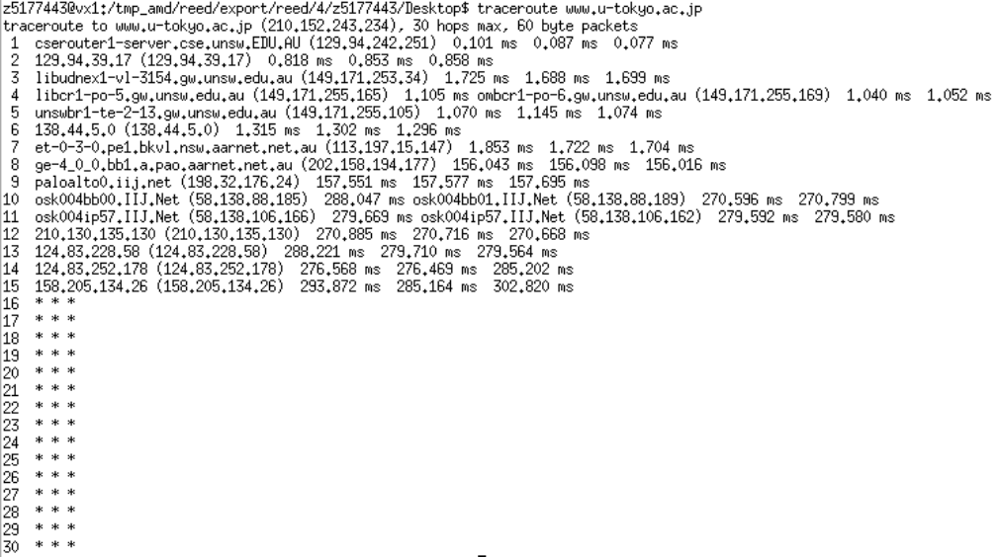 z5177443@vx1:/tmp_amd/reed/export/reed/4/z5177443/Desktop$ traceroute www.u-tokyo.ac.jp
traceroute to www.u-tokyo.ac.jp (210.152.243.234), 30 hops max, 60 byte packets
1 cserouter1-server.cse.unsw.EDU.AU (129.94.242.251) 0.101 ms 0.087 ms 0.077 ms
2 129.94.39.17 (129.94.39.17) 0.818 ms 0.853 ms 0.858 ms
3 libudnex1-vl-3154.gw.unsw.edu.au (149.171.253.34) 1.725 ms 1.688 ms 1.699 ms
4 libcr1-po-5.gw.unsw.edu.au (149.171.255.165) 1.105 ms ombcr1-po-6.gw.unsw.edu.au (149.171.255.169) 1.040 ms 1.052 ms
5 unswbr1-te-2-13.gw.unsw.edu.au (149.171.255.105) 1.070 ms 1.145 ms 1.074 ms
6 138.44.5.0 (138.44.5.0) 1.315 ms 1.302 ms 1.296 ms
7 et-0-3-0.pe1.bkvl.nsw.aarnet.net.au (113.197.15.147) 1.853 ms 1.722 ms 1.704 ms
8 ge-4_0_0.bb1.a.pao.aarnet.net.au (202.158.194.177) 156.043 ms 156.098 ms 156.016 ms
9 paloalto0.iij.net (198.32.176.24) 157.551 ms 157.577 ms 157.695 ms
10 osk004bb00.IIJ.Net (58.138.88.185) 288.047 ms osk004bb01.IIJ.Net (58.138.88.189) 270.596 ms 270.799 ms
11 osk004ip57.IIJ.Net (58.138.106.166) 279.669 ms osk004ip57.IIJ.Net (58.138.106.162) 279.592 ms 279.580 ms
12 210.130.135.130 (210.130.135.130) 270.885 ms 270.716 ms 270.668 ms
13 124.83.228.58 (124.83.228.58) 288.221 ms 279.710 ms 279.564 ms
14 124.83.252.178 (124.83.252.178) 276.568 ms 276.469 ms 285.202 ms
15 158.205.134.26 (158.205.134.26) 293.872 ms 285.164 ms 302.820 ms
16 * * *
17 * * *
18 * * *
19 * * *
20 * * *
21 * * *
22 * * *
23 * * *
24 * * *
25 * * *
26 * * *
27 * * *
28 * * *
29 * * *
30 * * *